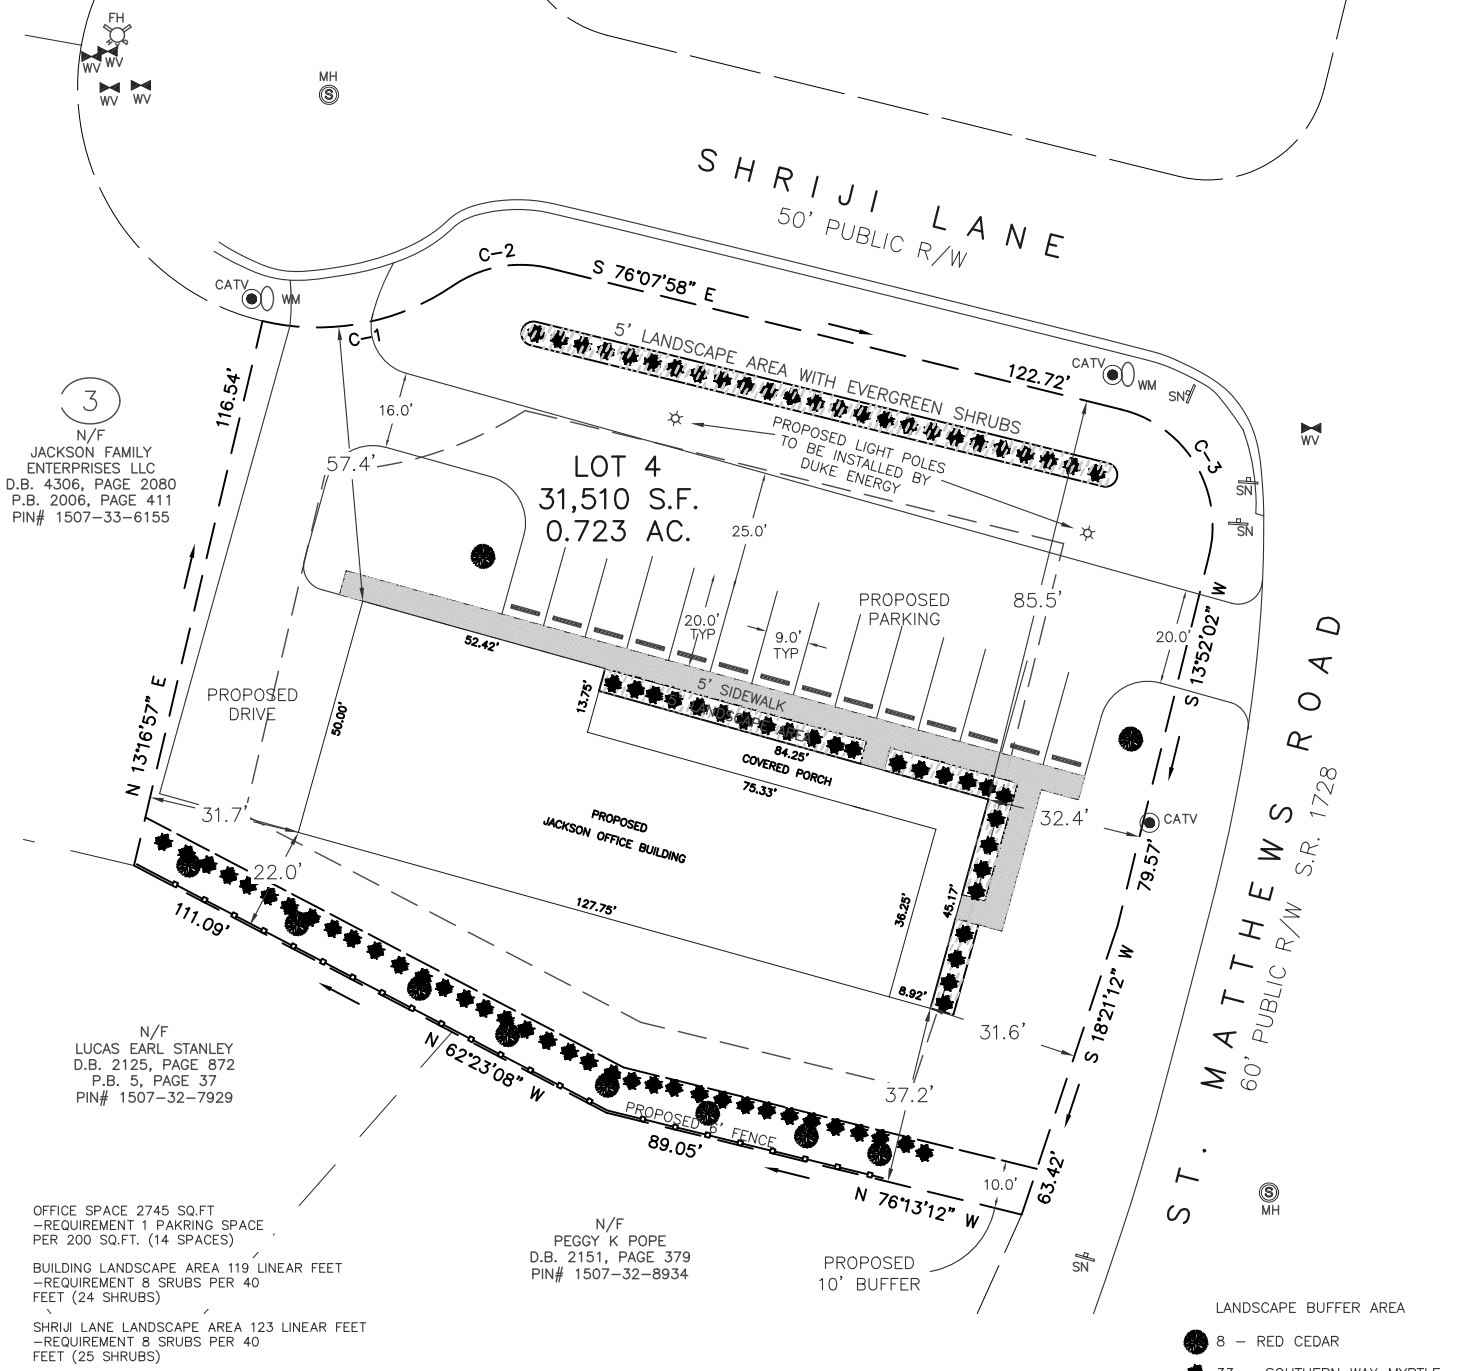 FH
WV
WV
WV
WV
MH
S
SHRIJI LANE
50' PUBLIC R/W
C-2
S 76°07'58" E
122.72'
CATV
WM
SN
CATV
WM
C-1
C-3
WV
SN
SN
5' LANDSCAPE AREA WITH EVERGREEN SHRUBS
PROPOSED LIGHT POLES
TO BE INSTALLED BY
DUKE ENERGY
116.54'
16.0'
57.4'
3
N/F
JACKSON FAMILY
ENTERPRISES LLC
D.B. 4306, PAGE 2080
P.B. 2006, PAGE 411
PIN# 1507-33-6155
LOT 4
31,510 S.F.
0.723 AC.
25.0'
85.5'
PROPOSED
PARKING
20.0'
TYP
9.0'
TYP
20.0'
S 13°52'02" W
52.42'
13.75'
5' SIDEWALK
5' LANDSCAPE AREA
84.25'
COVERED PORCH
75.33'
PROPOSED
DRIVE
50.00'
N 13°16'57" E
31.7'
22.0'
PROPOSED
JACKSON OFFICE BUILDING
127.75'
36.25'
45.17'
8.92'
32.4'
CATV
79.57'
31.6'
S 18°21'12" W
37.2'
ST. MATTHEWS ROAD
60' PUBLIC R/W S.R. 1728
111.09'
N 62°23'08" W
PROPOSED 6' FENCE
89.05'
N 76°13'12" W
10.0'
63.42'
PROPOSED
10' BUFFER
S
MH
SN
N/F
LUCAS EARL STANLEY
D.B. 2125, PAGE 872
P.B. 5, PAGE 37
PIN# 1507-32-7929
N/F
PEGGY K POPE
D.B. 2151, PAGE 379
PIN# 1507-32-8934
OFFICE SPACE 2745 SQ.FT
-REQUIREMENT 1 PAKRING SPACE
PER 200 SQ.FT. (14 SPACES)
BUILDING LANDSCAPE AREA 119 LINEAR FEET
-REQUIREMENT 8 SRUBS PER 40
FEET (24 SHRUBS)
SHRIJI LANE LANDSCAPE AREA 123 LINEAR FEET
-REQUIREMENT 8 SRUBS PER 40
FEET (25 SHRUBS)
LANDSCAPE BUFFER AREA
8 - RED CEDAR